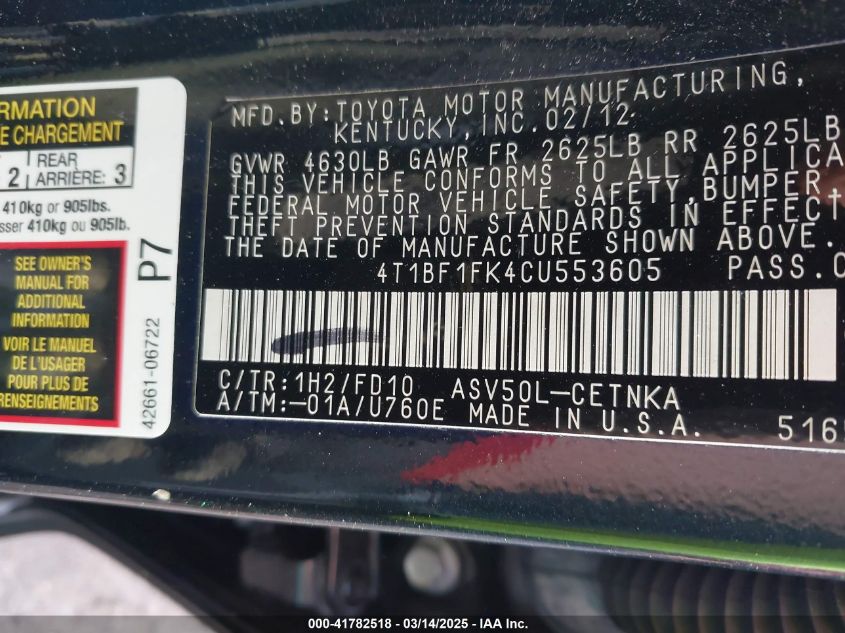 RMATION
E CHARGEMENT
2 REAR ARRIÈRE: 3
410kg or 905lbs.
sser 410kg ou 905lb.
SEE OWNER'S
MANUAL FOR
ADDITIONAL
INFORMATION
VOIR LE MANUEL
DE L'USAGER
POUR PLUS DE
RENSEIGNEMENTS
P7
42661-06722
MFD.BY:TOYOTA MOTOR MANUFACTURING,
KENTUCKY,INC.02/12
GVWR 4630LB GAWR FR 2625LB RR 2625LB
THIS VEHICLE CONFORMS TO ALL APPLICA
FEDERAL MOTOR VEHICLE SAFETY,BUMPER,
THEFT PREVENTION STANDARDS IN EFFECT
THE DATE OF MANUFACTURE SHOWN ABOVE.
4T1BF1FK4CU553605 PASS.C
C/TR:1H2/FD10 ASV50L-CETNKA
A/TM:-01A/U760E MADE IN U.S.A.
516
000-41782518 - 03/14/2025 - IAA Inc.